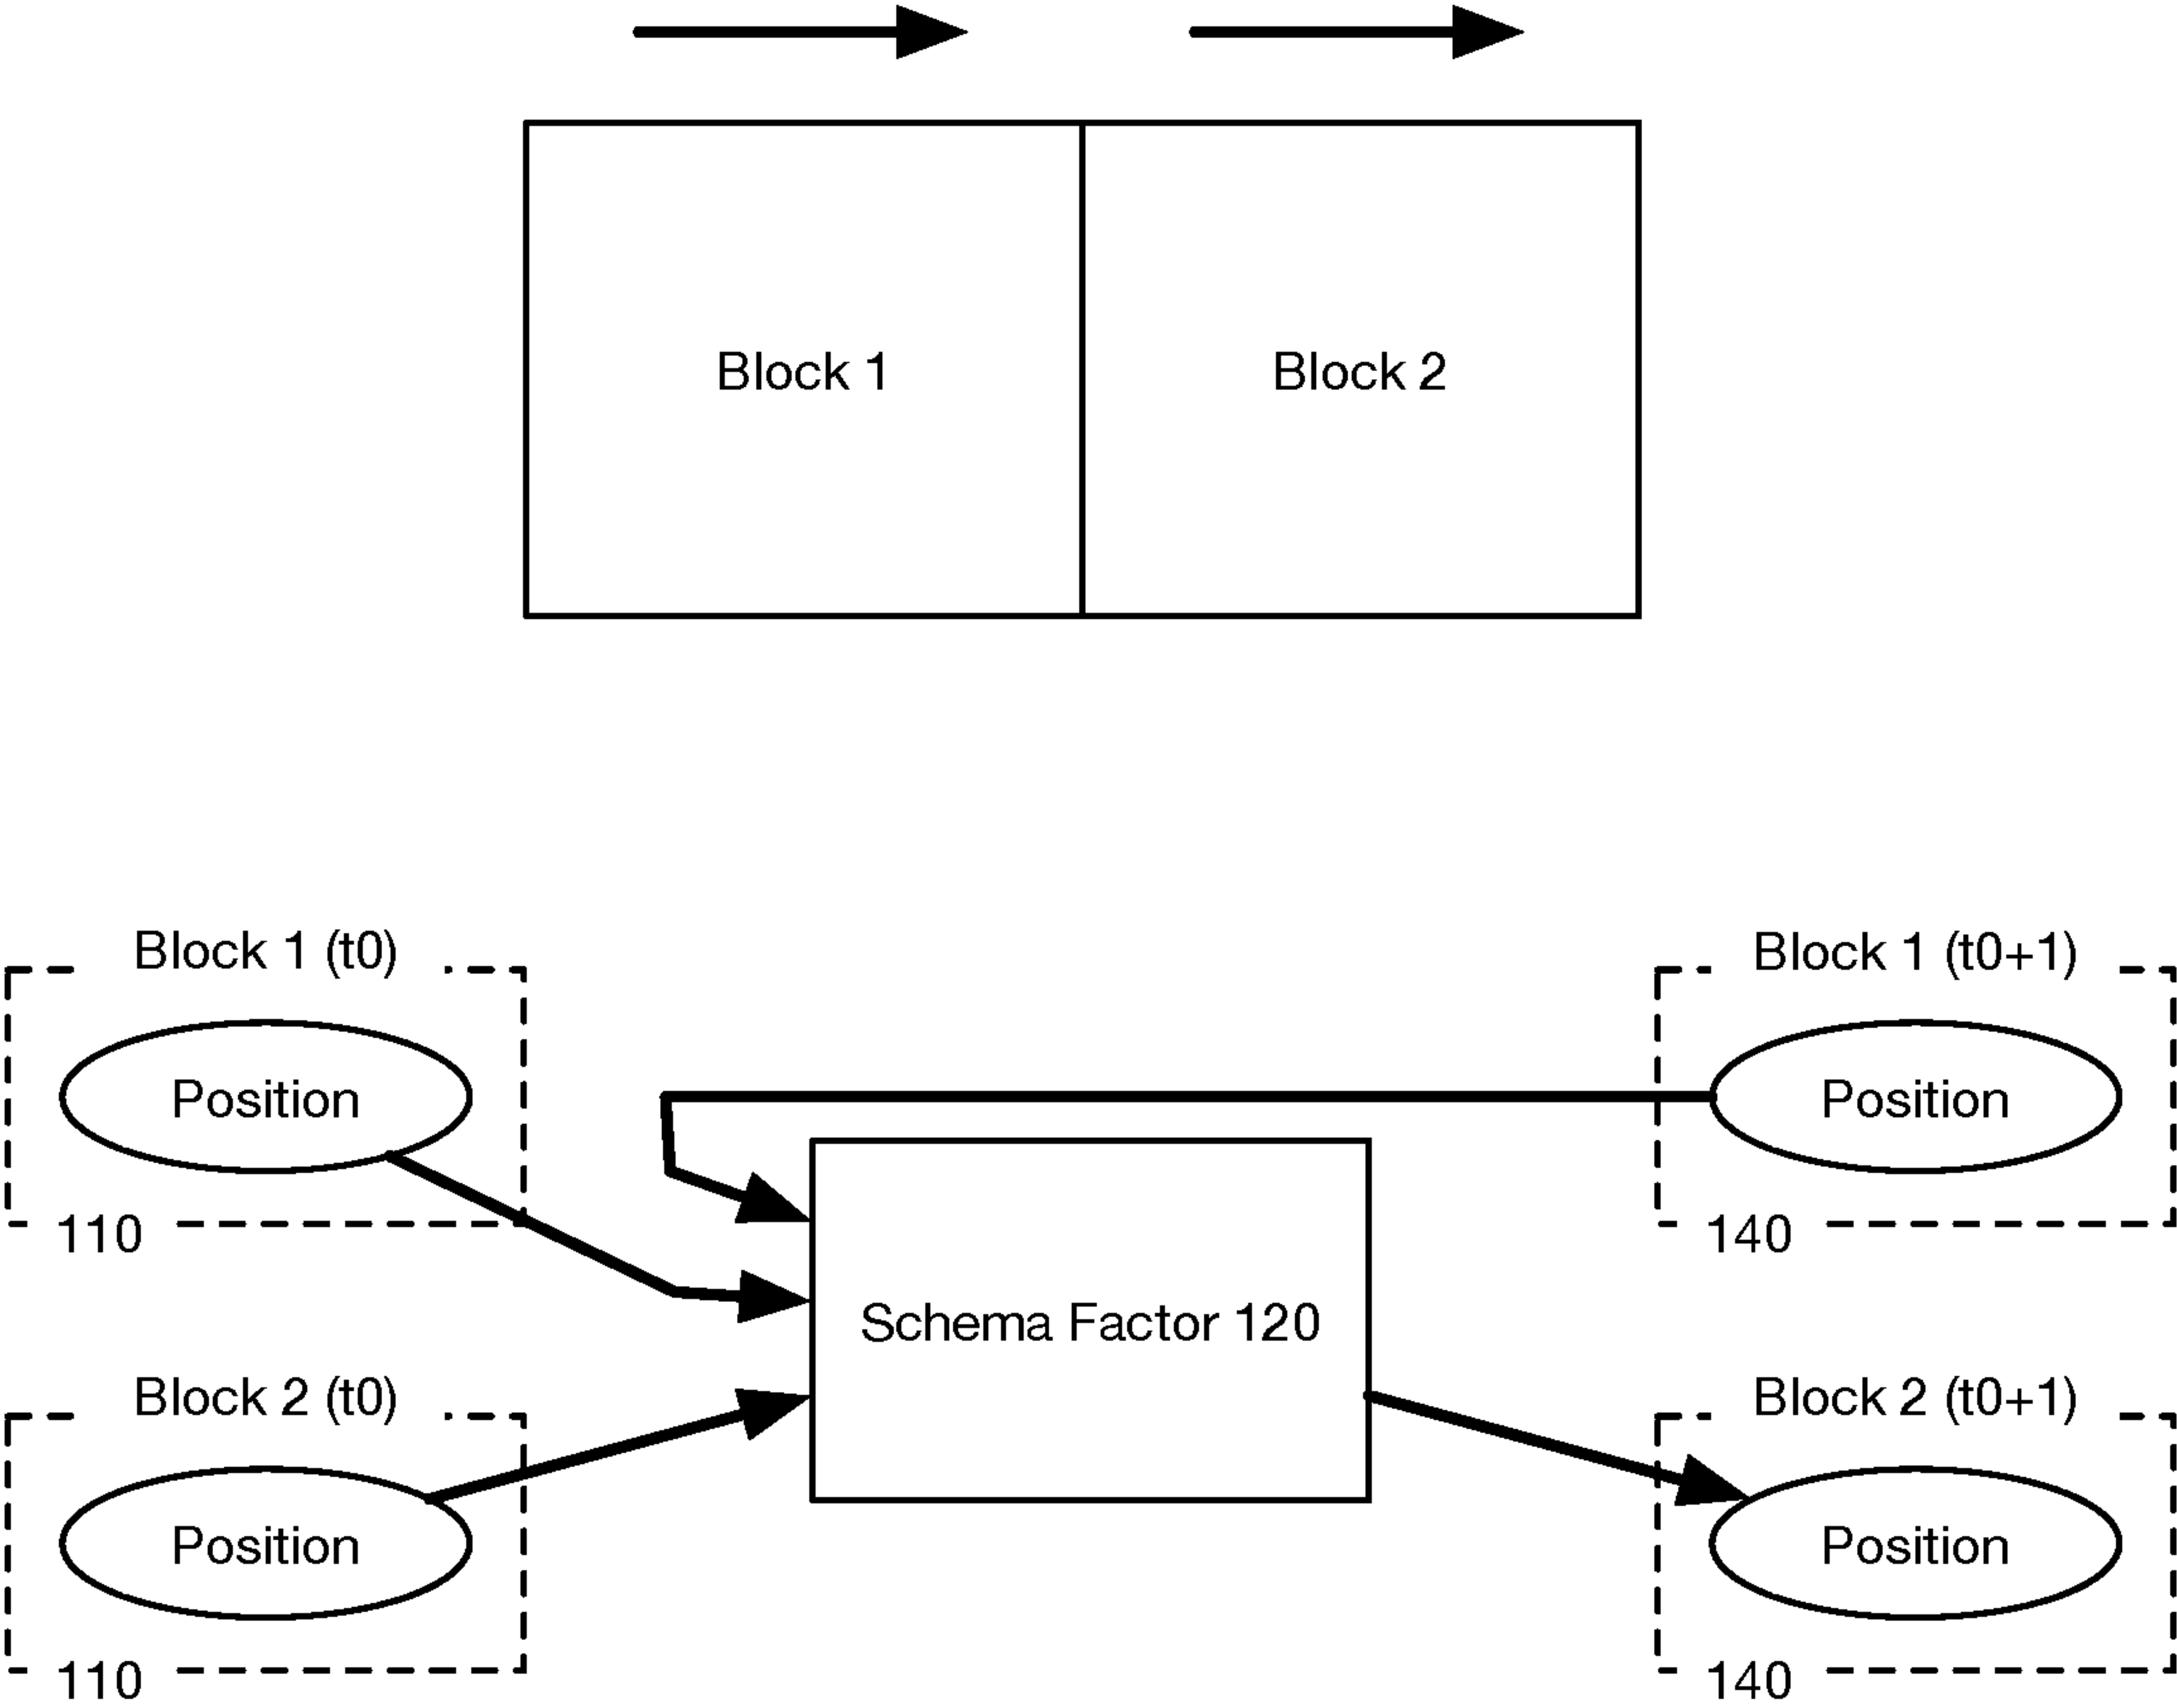 Block 1
Block 2
Block 1 (t0)
Block 1 (t0+1)
Position
Position
110
140
Schema Factor 120
Block 2 (t0)
Block 2 (t0+1)
Position
Position
110
140